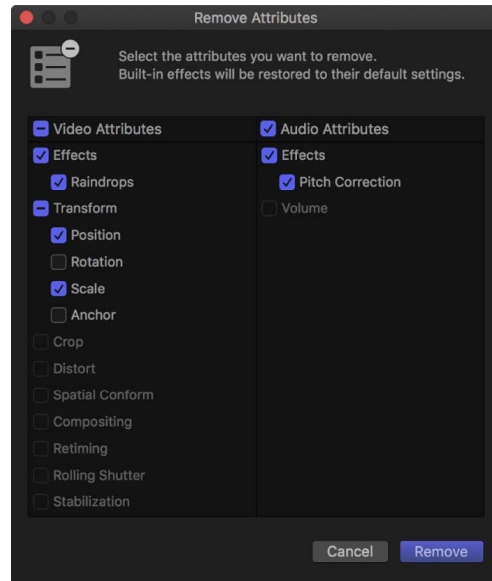 Remove Attributes
Select the attributes you want to remove.
Built-in effects will be restored to their default settings.
Video Attributes
Effects
Raindrops
Transform
Position
Rotation
Scale
Anchor
Crop
Distort
Spatial Conform
Compositing
Retiming
Rolling Shutter
Stabilization
Audio Attributes
Effects
Pitch Correction
Volume
Cancel
Remove